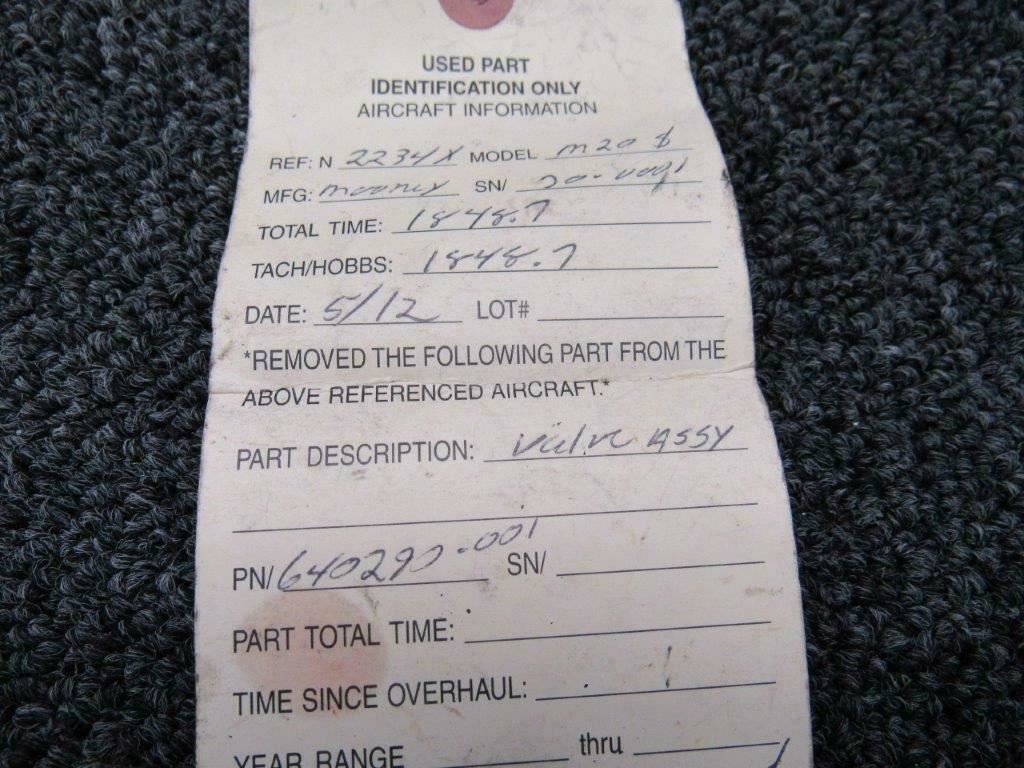 USED PART
IDENTIFICATION ONLY
AIRCRAFT INFORMATION
REF: N 2234X MODEL M20
MFG: mooney SN/ 30-0001
TOTAL TIME: 1848.7
TACH/HOBBS: 1848.7
DATE: 5/12 LOT#
*REMOVED THE FOLLOWING PART FROM THE
ABOVE REFERENCED AIRCRAFT.*
PART DESCRIPTION: Valve ASSY
PN/ 640290-001 SN/
PART TOTAL TIME:
TIME SINCE OVERHAUL:
YEAR RANGE thru